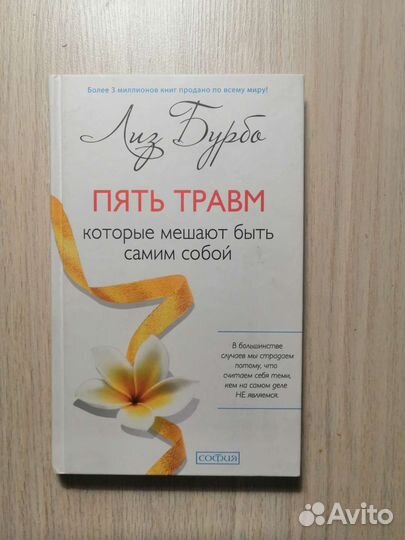 Более 3 миллионов книг продано по всему миру!
Лиз Бурбо
ПЯТЬ ТРАВМ
которые мешают быть
самим собой
В большинстве
случаев мы страдаем
потому, что
считаем себя теми,
кем на самом деле
НЕ являемся.
СОФИЯ
Avito